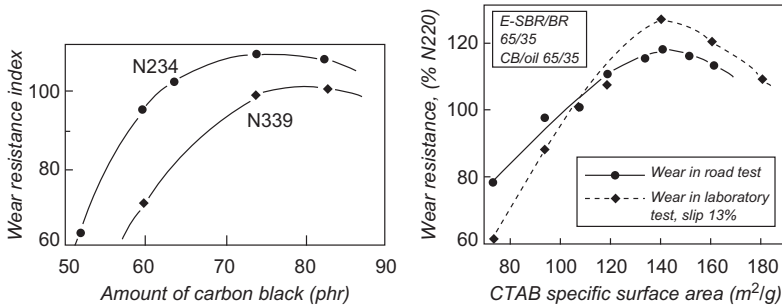 Wear resistance index
100
80
60
N234
N339
50 60 70 80 90
Amount of carbon black (phr)
Wear resistance, (% N220)
120
100
80
60
E-SBR/BR
65/35
CB/oil 65/35
Wear in road test
Wear in laboratory
test, slip 13%
80 100 120 140 160 180
CTAB specific surface area (m²/g)